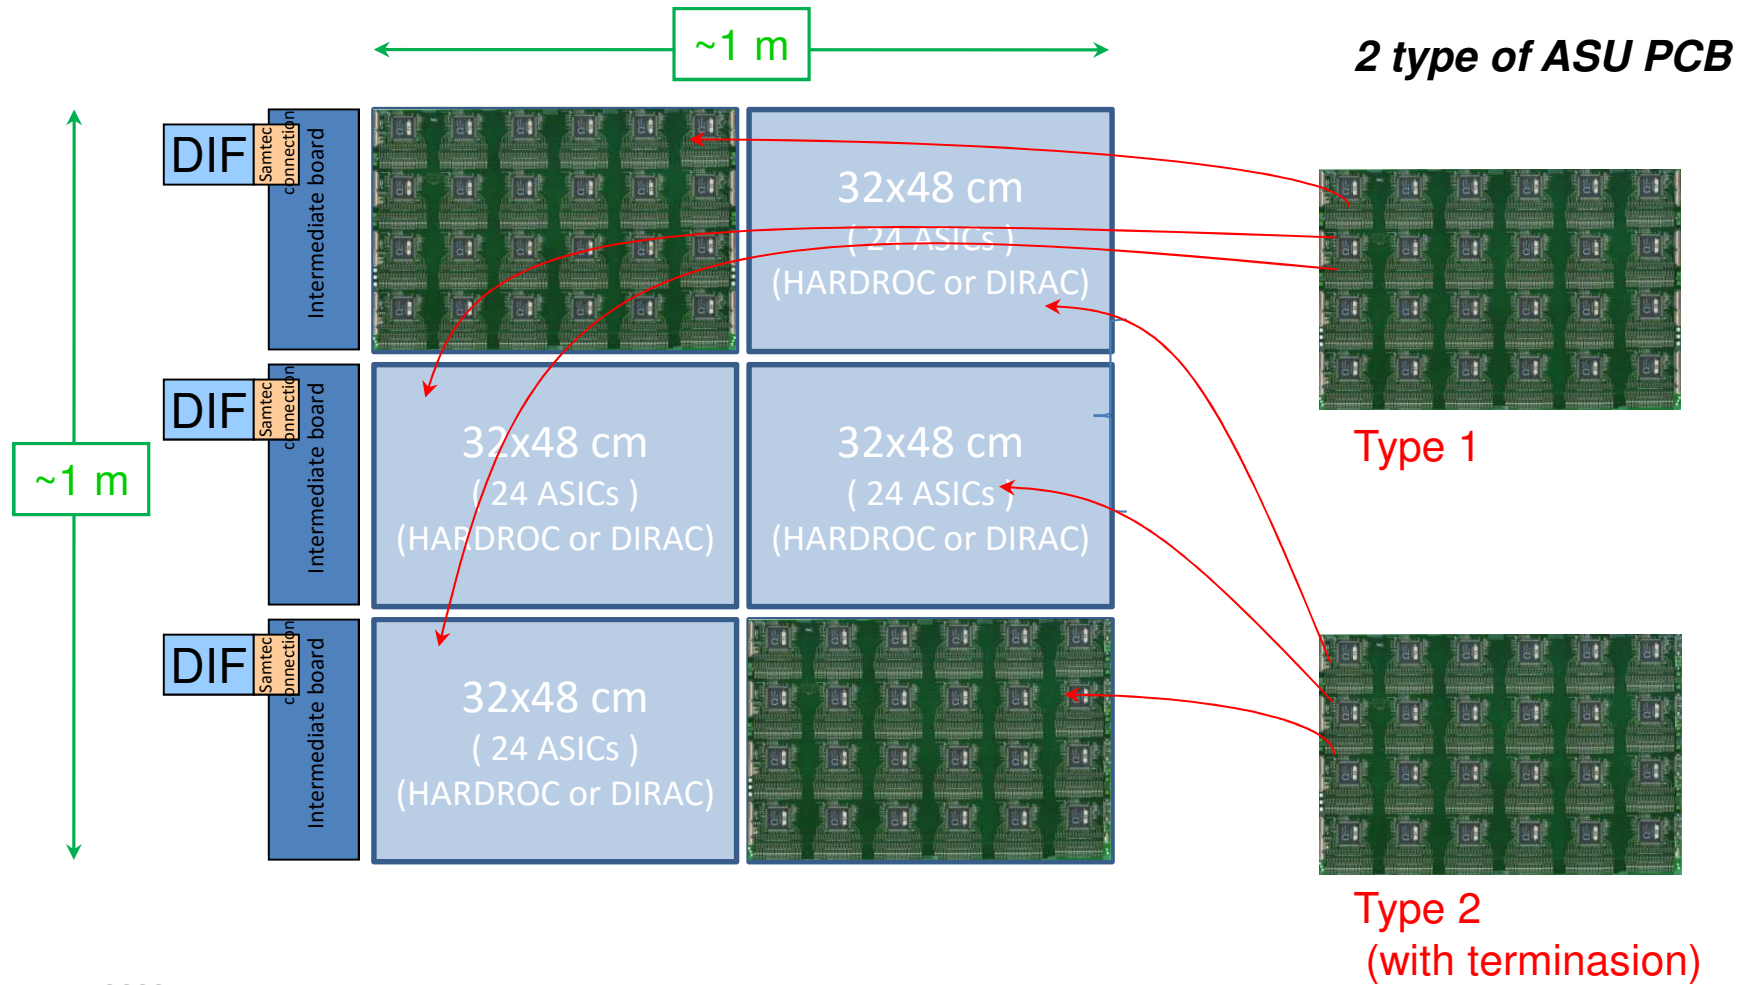 ~1 m
2 type of ASU PCB
DIF
Samtec
connection
Intermediate board
32x48 cm
( 24 ASICs )
(HARDROC or DIRAC)
Type 1
~1 m
DIF
Samtec
connection
Intermediate board
32x48 cm
( 24 ASICs )
(HARDROC or DIRAC)
32x48 cm
( 24 ASICs )
(HARDROC or DIRAC)
DIF
Samtec
connection
Intermediate board
32x48 cm
( 24 ASICs )
(HARDROC or DIRAC)
Type 2
(with terminasion)